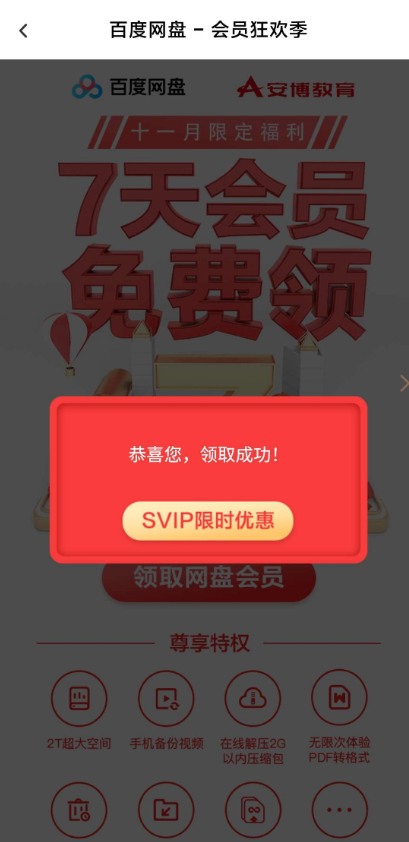 百度网盘 - 会员狂欢季
百度网盘 安博教育
十一月限定福利
7天会员
免费领
恭喜您，领取成功！
SVIP限时优惠
领取网盘会员
尊享特权
2T超大空间 手机备份视频 在线解压2G以内压缩包 无限次体验PDF转格式